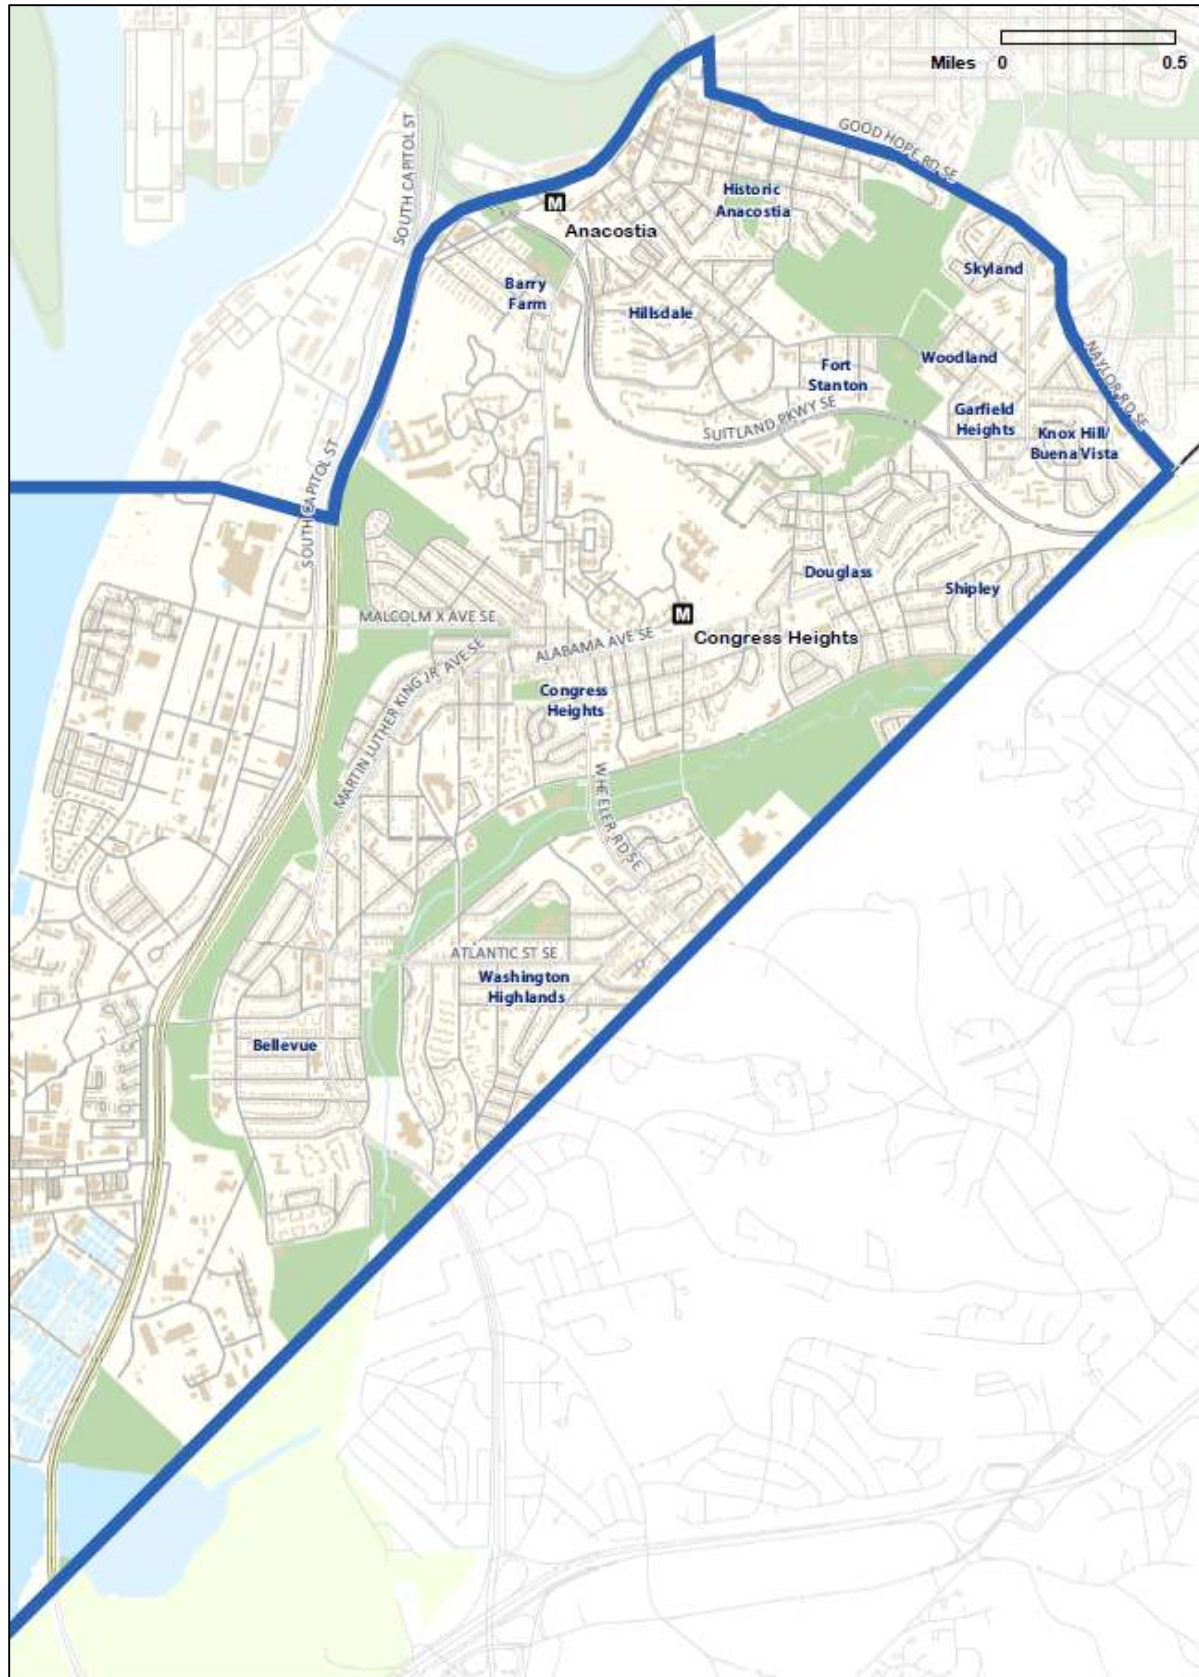 Miles 0 0.5
GOOD HOPE RD SE
SOUTH CAPITOL ST
Historic
Anacostia
M
Anacostia
Skyland
Barry
Farm
Hillsdale
Woodland
Fort
Stanton
NAYLOR RD SE
Garfield
Heights
SUITLAND PKWY SE
Knox Hill/
Buena Vista
SOUTH CAPITOL ST
Douglass
Shipley
MALCOLM X AVE SE
M
Congress Heights
ALABAMA AVE SE
MARTIN LUTHER KING JR. AVE SE
Congress
Heights
WHEELER RD SE
ATLANTIC ST SE
Washington
Highlands
Bellevue